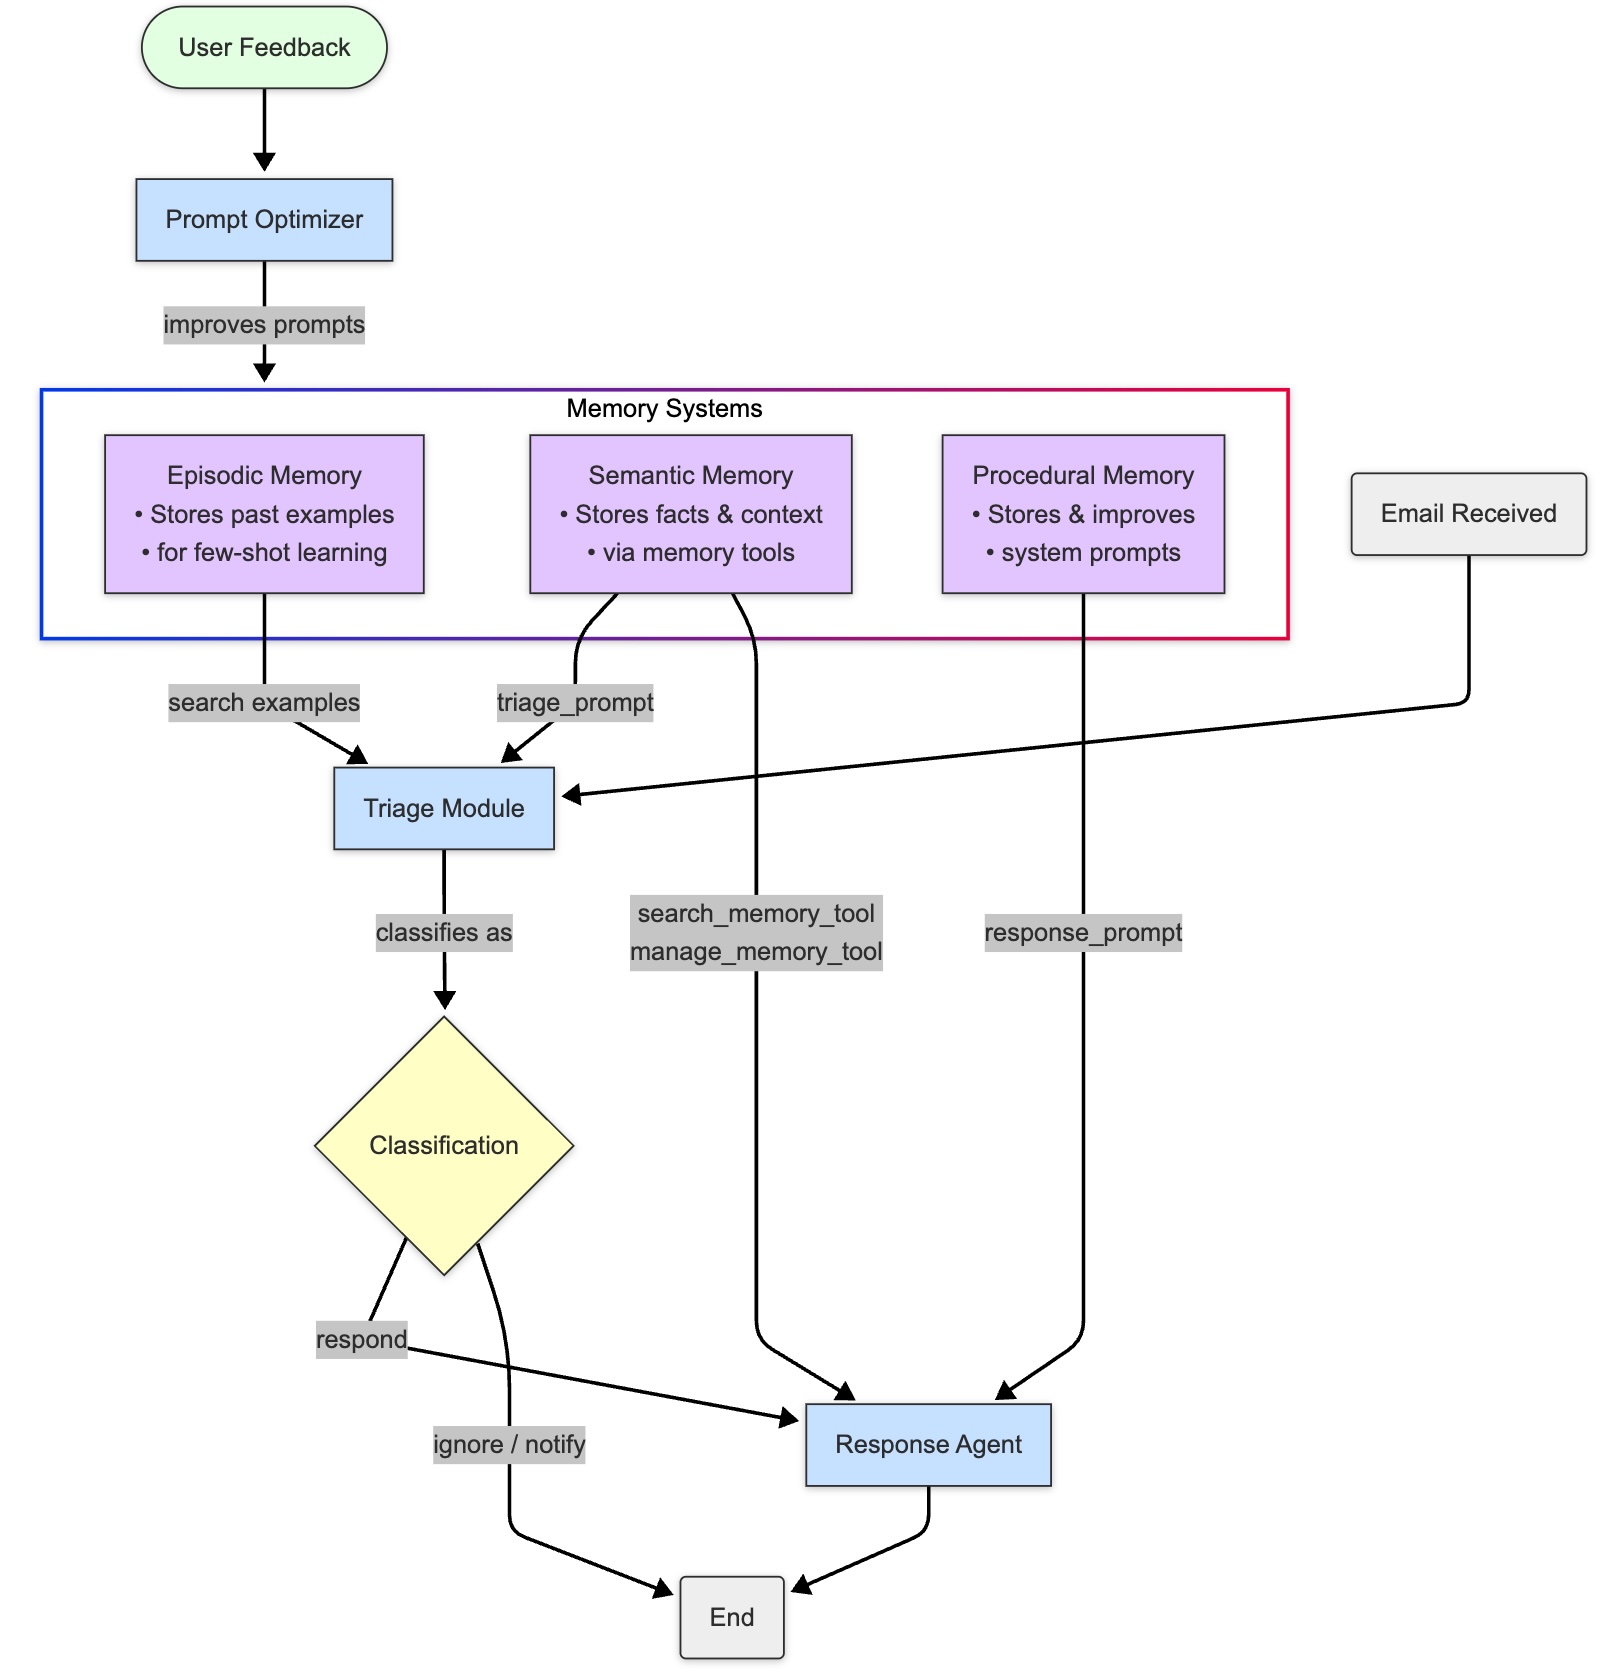 User Feedback
Prompt Optimizer
improves prompts
Memory Systems
Episodic Memory
• Stores past examples
• for few-shot learning
Semantic Memory
• Stores facts & context
• via memory tools
Procedural Memory
• Stores & improves
• system prompts
Email Received
search examples
triage_prompt
Triage Module
classifies as
search_memory_tool
manage_memory_tool
response_prompt
Classification
respond
ignore / notify
Response Agent
End